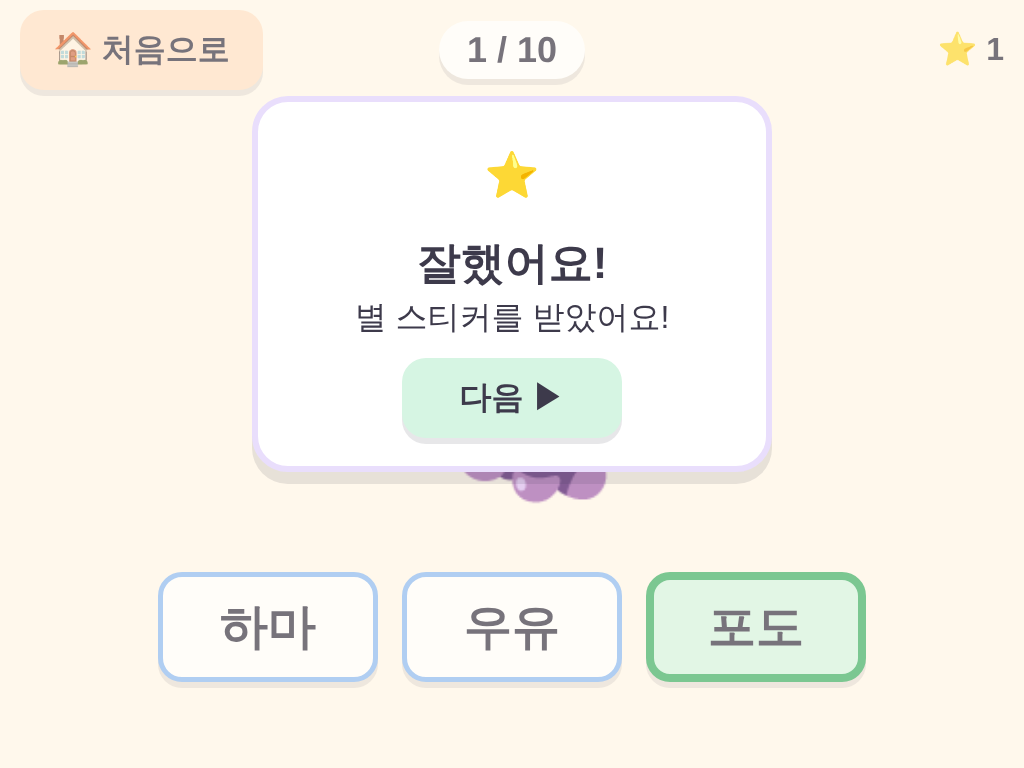 🏠 처음으로
1 / 10
⭐ 1
잘했어요!
별 스티커를 받았어요!
다음 ▶
하마
우유
포도